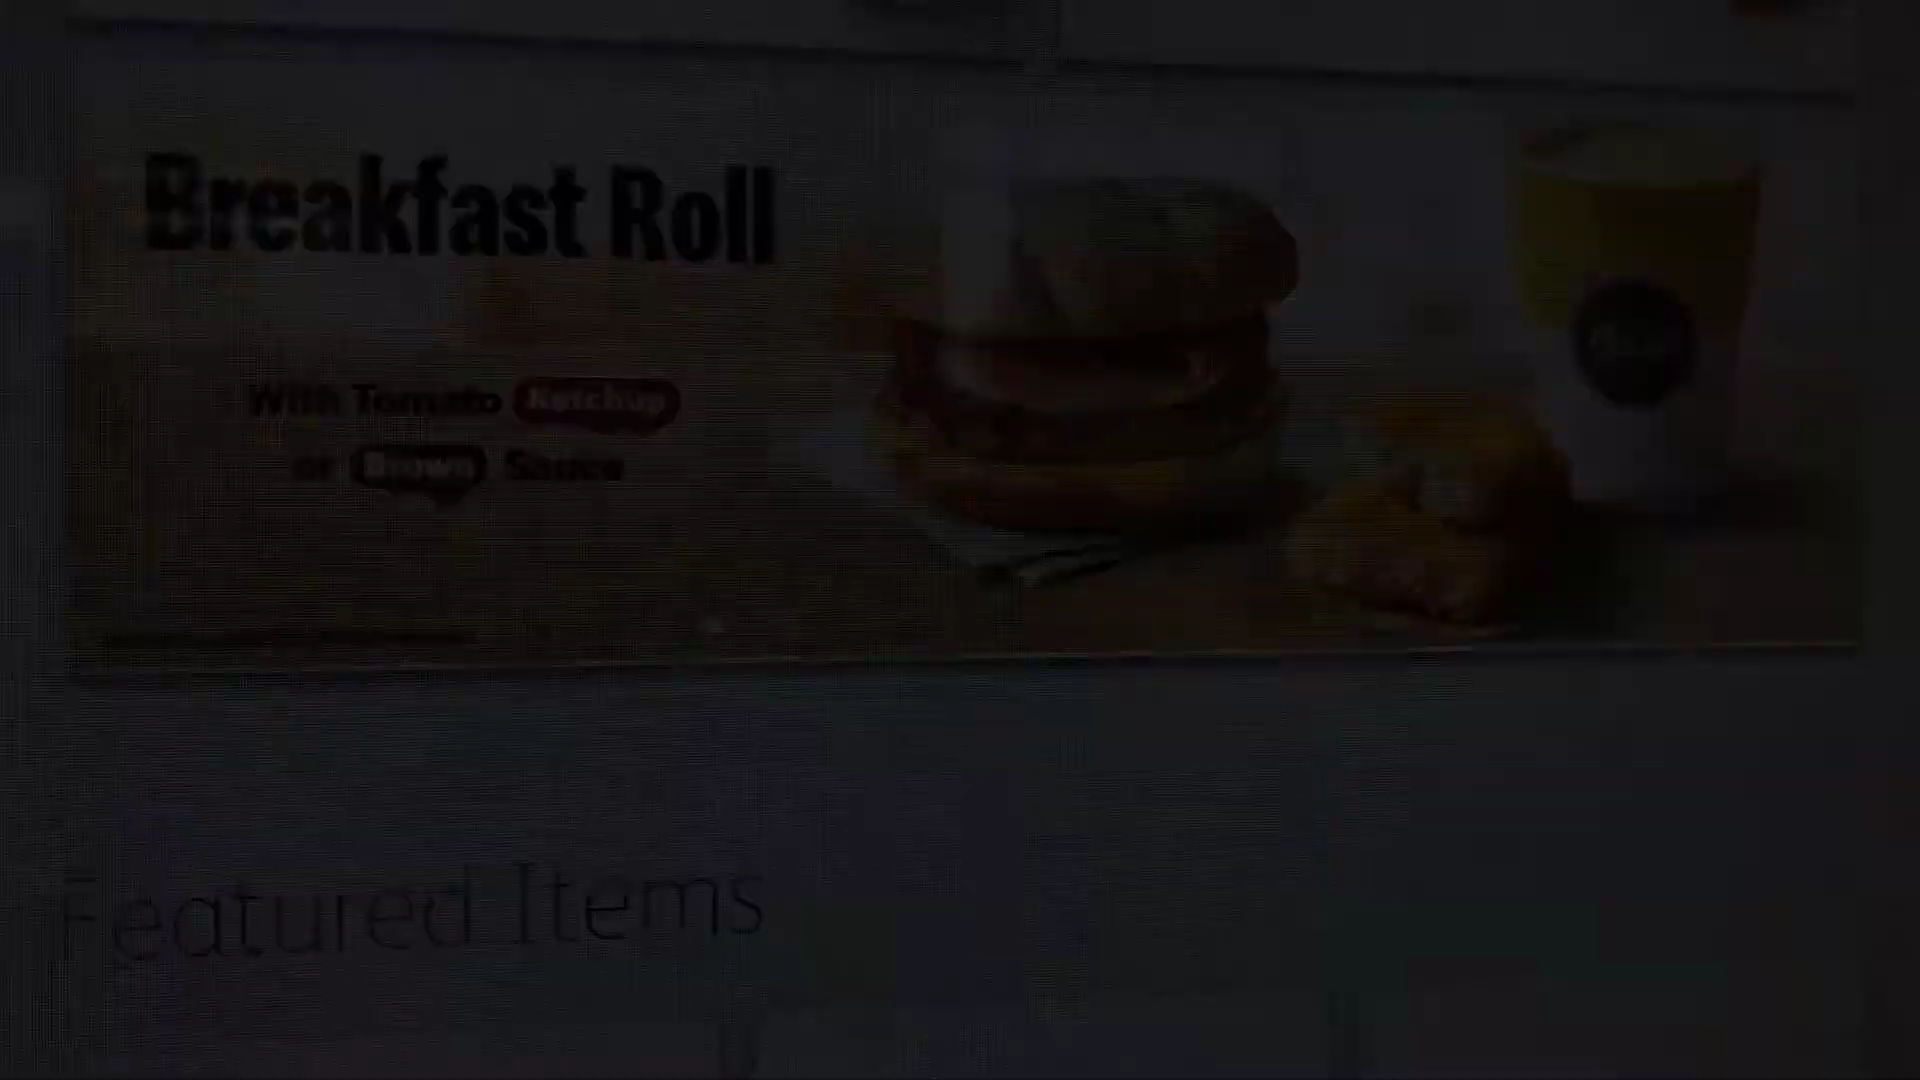 Breakfast Roll
With Tomato Ketchup
or Brown Sauce
Featured Items